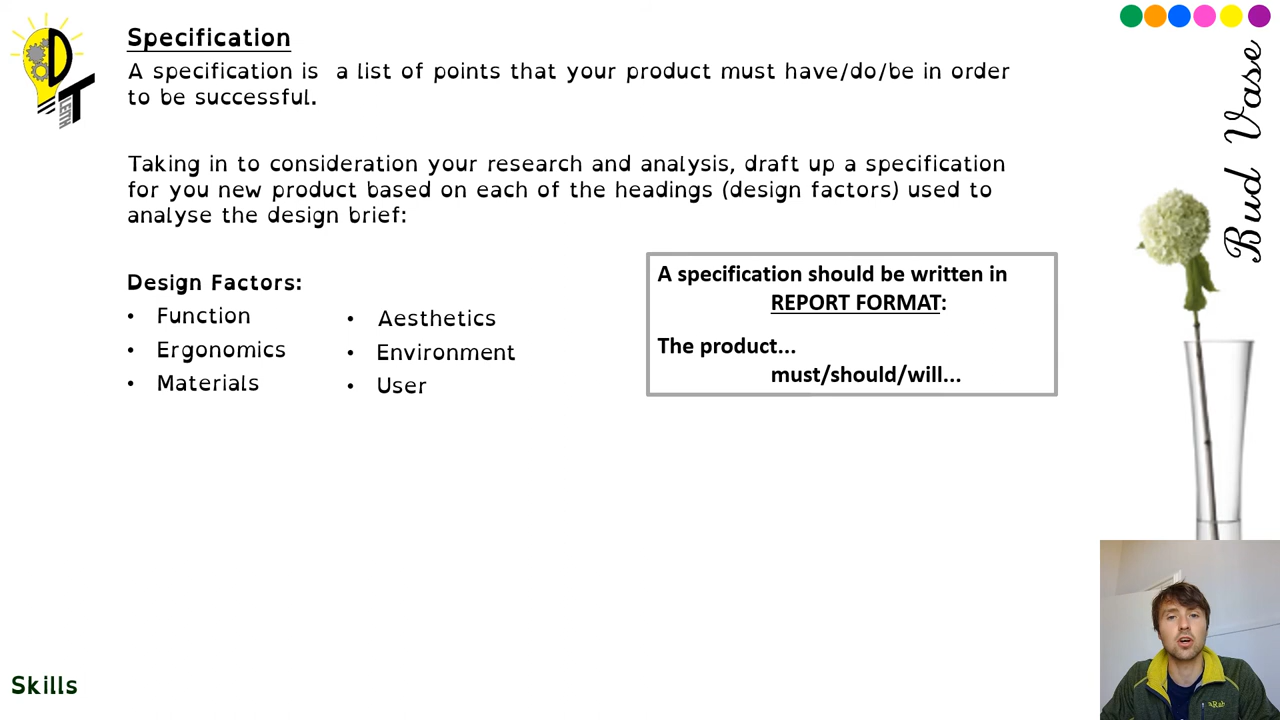 Specification
A specification is  a list of points that your product must have/do/be in order
to be successful.
Taking in to consideration your research and analysis, draft up a specification
for you new product based on each of the headings (design factors) used to
analyse the design brief:
Design Factors:
• Function
• Ergonomics
• Materials
• Aesthetics
• Environment
• User
A specification should be written in
REPORT FORMAT:
The product...
must/should/will...
Bud Vase
DT
LEITH
Skills